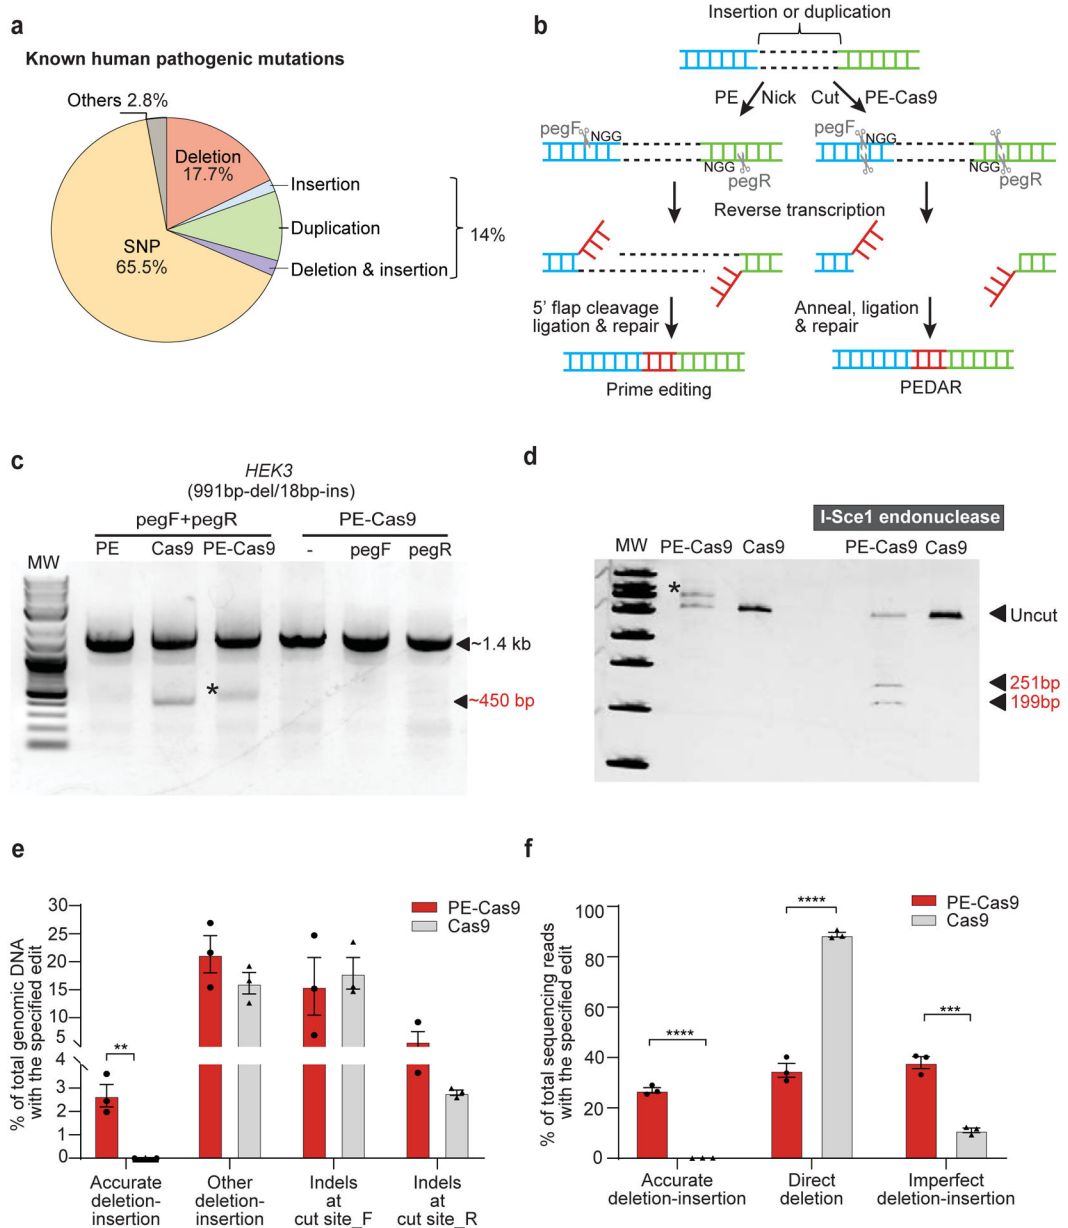 a
Known human pathogenic mutations
Others 2.8%
Deletion
17.7%
Insertion
Duplication
14%
SNP
65.5%
Deletion & insertion
b
Insertion or duplication
PE
Nick
Cut
PE-Cas9
pegF
NGG
NGG
pegR
pegF
NGG
NGG
pegR
Reverse transcription
5' flap cleavage
ligation & repair
Anneal, ligation
& repair
Prime editing
PEDAR
c
HEK3
(991bp-del/18bp-ins)
pegF+pegR
PE-Cas9
MW
PE
Cas9
PE-Cas9
-
pegF
pegR
*
~1.4 kb
~450 bp
d
I-Sce1 endonuclease
MW
PE-Cas9
Cas9
PE-Cas9
Cas9
*
Uncut
251bp
199bp
e
% of total genomic DNA
with the specified edit
30
25
20
15
10
5
4
3
2
1
0
**
PE-Cas9
Cas9
Accurate
deletion-
insertion
Other
deletion-
insertion
Indels
at
cut site_F
Indels
at
cut site_R
f
% of total sequencing reads
with the specified edit
100
80
60
40
20
0
****
****
***
PE-Cas9
Cas9
Accurate
deletion-insertion
Direct
deletion
Imperfect
deletion-insertion